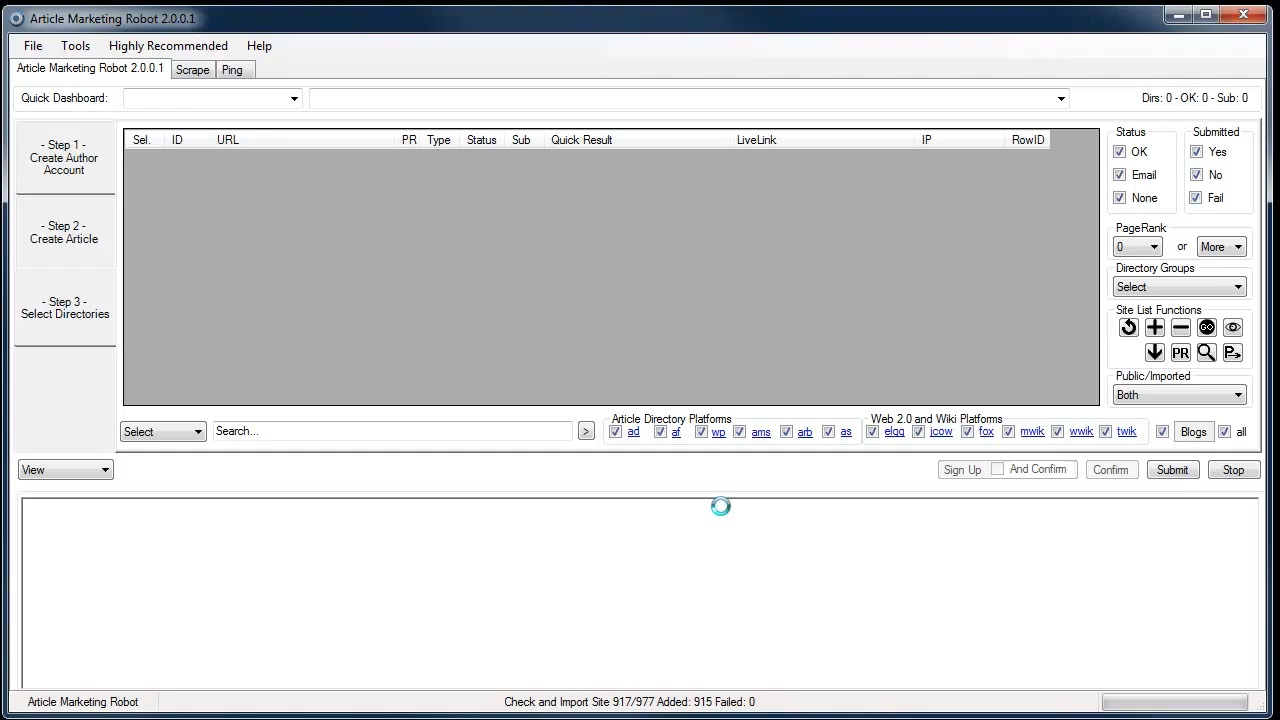 Article Marketing Robot 2.0.0.1
File Tools Highly Recommended Help
Article Marketing Robot 2.0.0.1 Scrape Ping
Quick Dashboard: Dirs: 0 - OK: 0 - Sub: 0
- Step 1 -
Create Author
Account
- Step 2 -
Create Article
- Step 3 -
Select Directories
Sel. ID URL PR Type Status Sub Quick Result LiveLink IP RowID
Status Submitted
OK Yes
Email No
None Fail
PageRank
0 or More
Directory Groups
Select
Site List Functions
GO
PR P
Public/Imported
Both
Article Directory Platforms Web 2.0 and Wiki Platforms
Select Search... > ad af wp ams arb as elgg jcow fox mwik wwik twik Blogs all
View Sign Up And Confirm Confirm Submit Stop
Article Marketing Robot Check and Import Site 917/977 Added: 915 Failed: 0